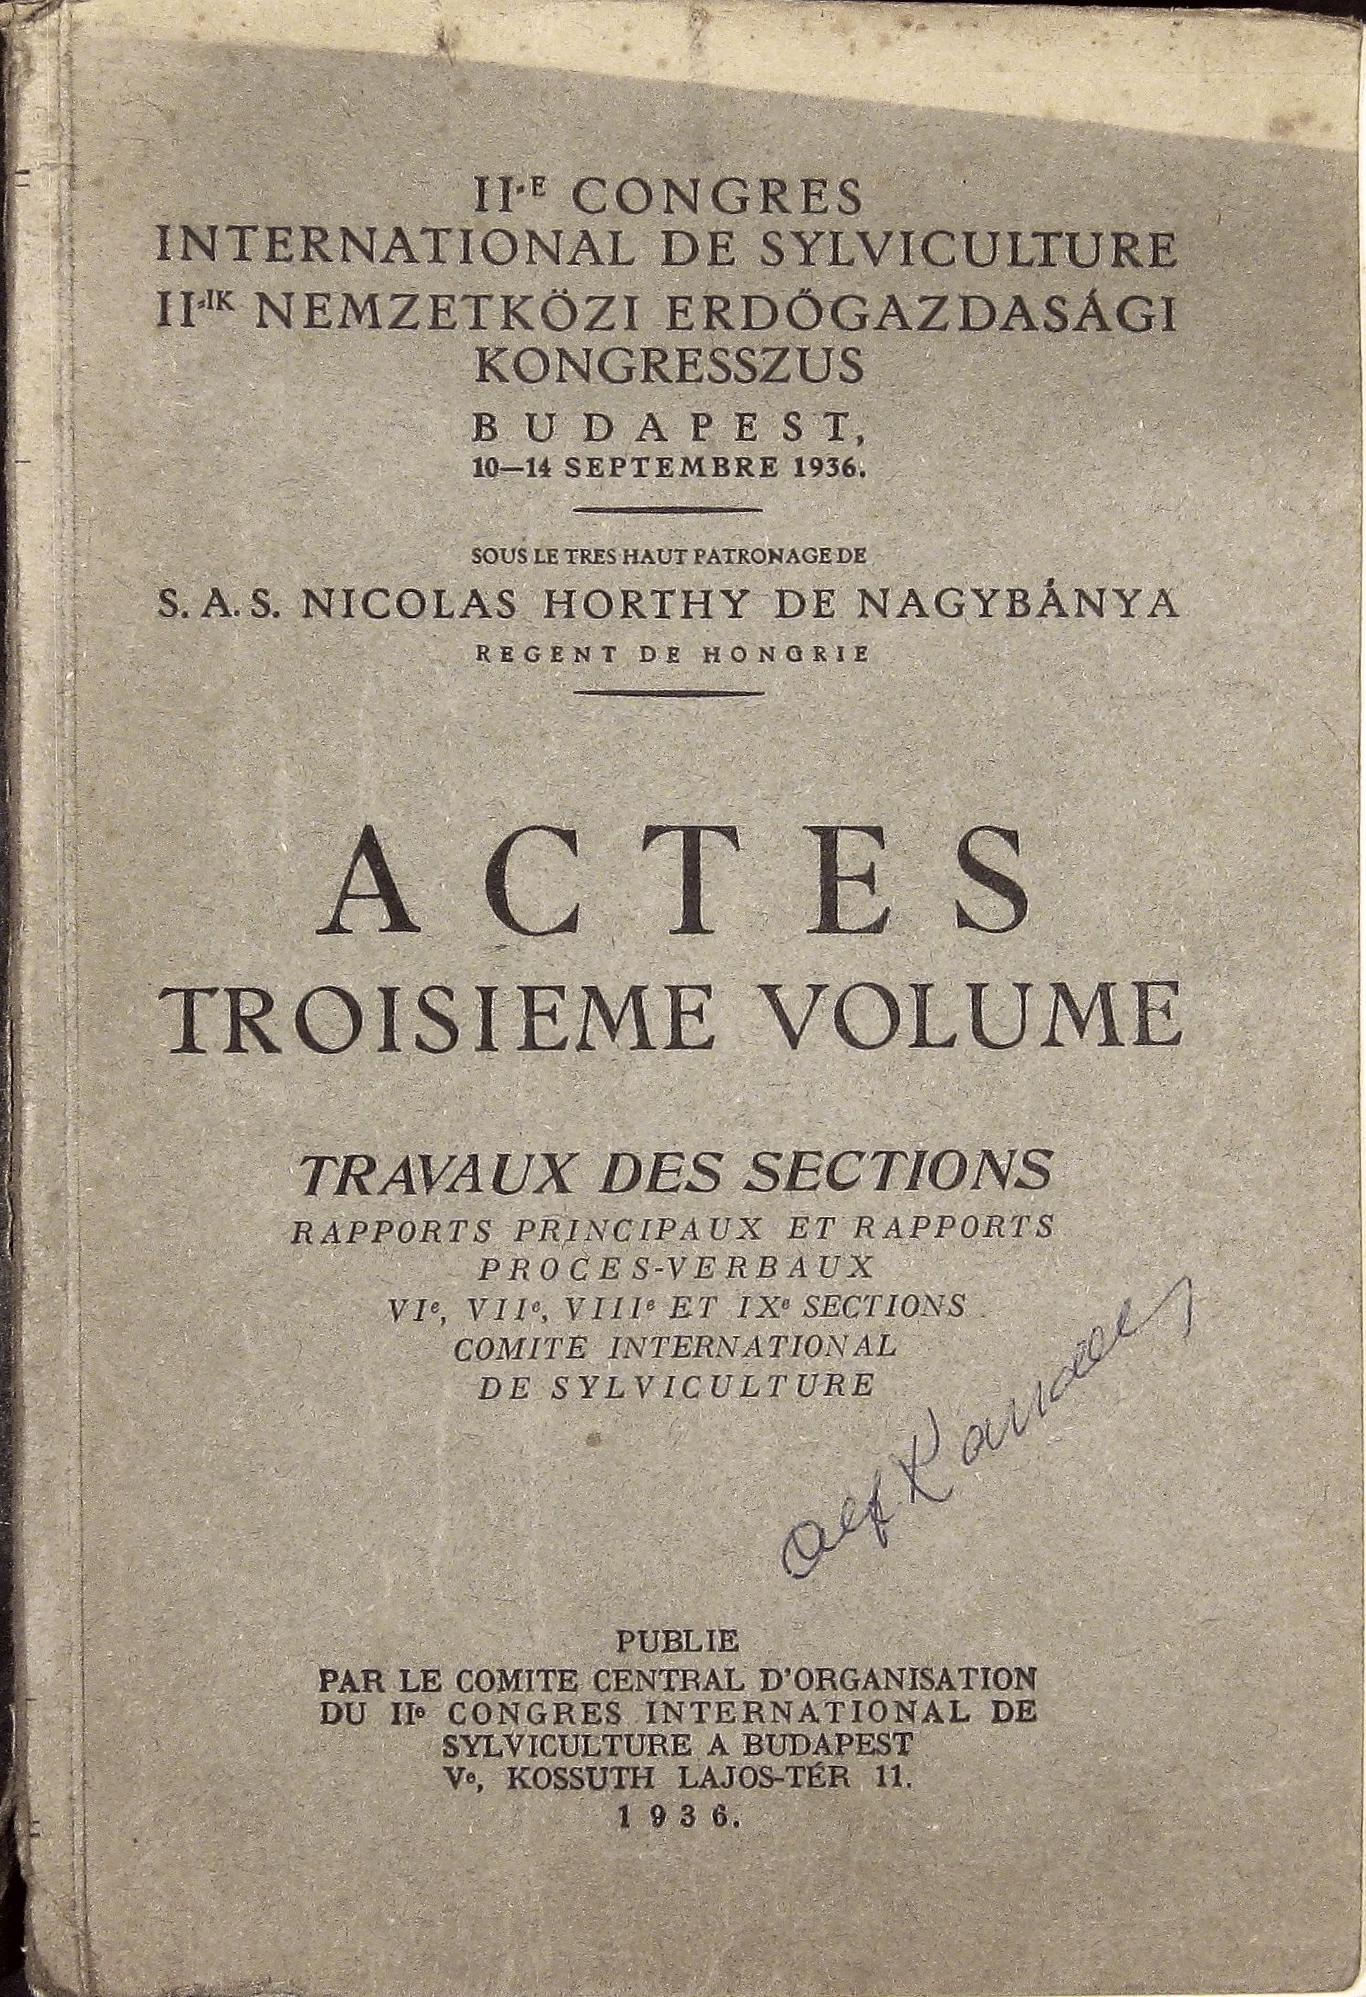 II·E CONGRES
INTERNATIONAL DE SYLVICULTURE
II·IK NEMZETKÖZI ERDŐGAZDASÁGI
KONGRESSZUS
BUDAPEST,
10—14 SEPTEMBRE 1936.
SOUS LE TRES HAUT PATRONAGE DE
S. A. S. NICOLAS HORTHY DE NAGYBÁNYA
REGENT DE HONGRIE
ACTES
TROISIEME VOLUME
TRAVAUX DES SECTIONS
RAPPORTS PRINCIPAUX ET RAPPORTS
PROCES-VERBAUX
VIe, VIIe, VIIIe ET IXe SECTIONS
COMITE INTERNATIONAL
DE SYLVICULTURE
PUBLIE
PAR LE COMITE CENTRAL D'ORGANISATION
DU IIe CONGRES INTERNATIONAL DE
SYLVICULTURE A BUDAPEST
Ve, KOSSUTH LAJOS-TÉR 11.
1936.